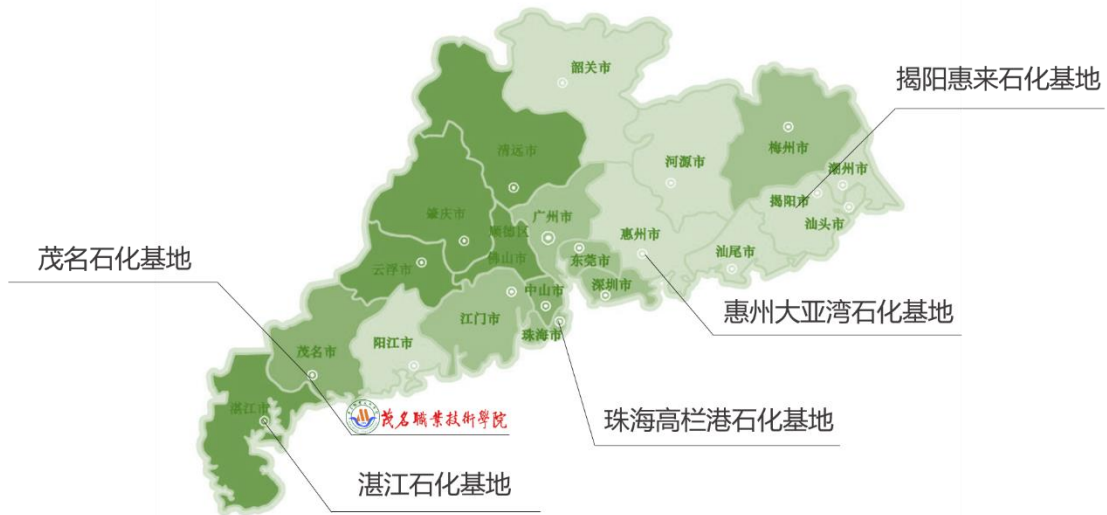 韶关市
揭阳惠来石化基地
梅州市
清远市
河源市
潮州市
揭阳市
肇庆市
顺德区
广州市
惠州市
汕头市
茂名石化基地
云浮市
佛山市
东莞市
汕尾市
中山市
深圳市
惠州大亚湾石化基地
江门市
珠海市
阳江市
茂名市
湛江市
茂名職業技術學院
珠海高栏港石化基地
湛江石化基地